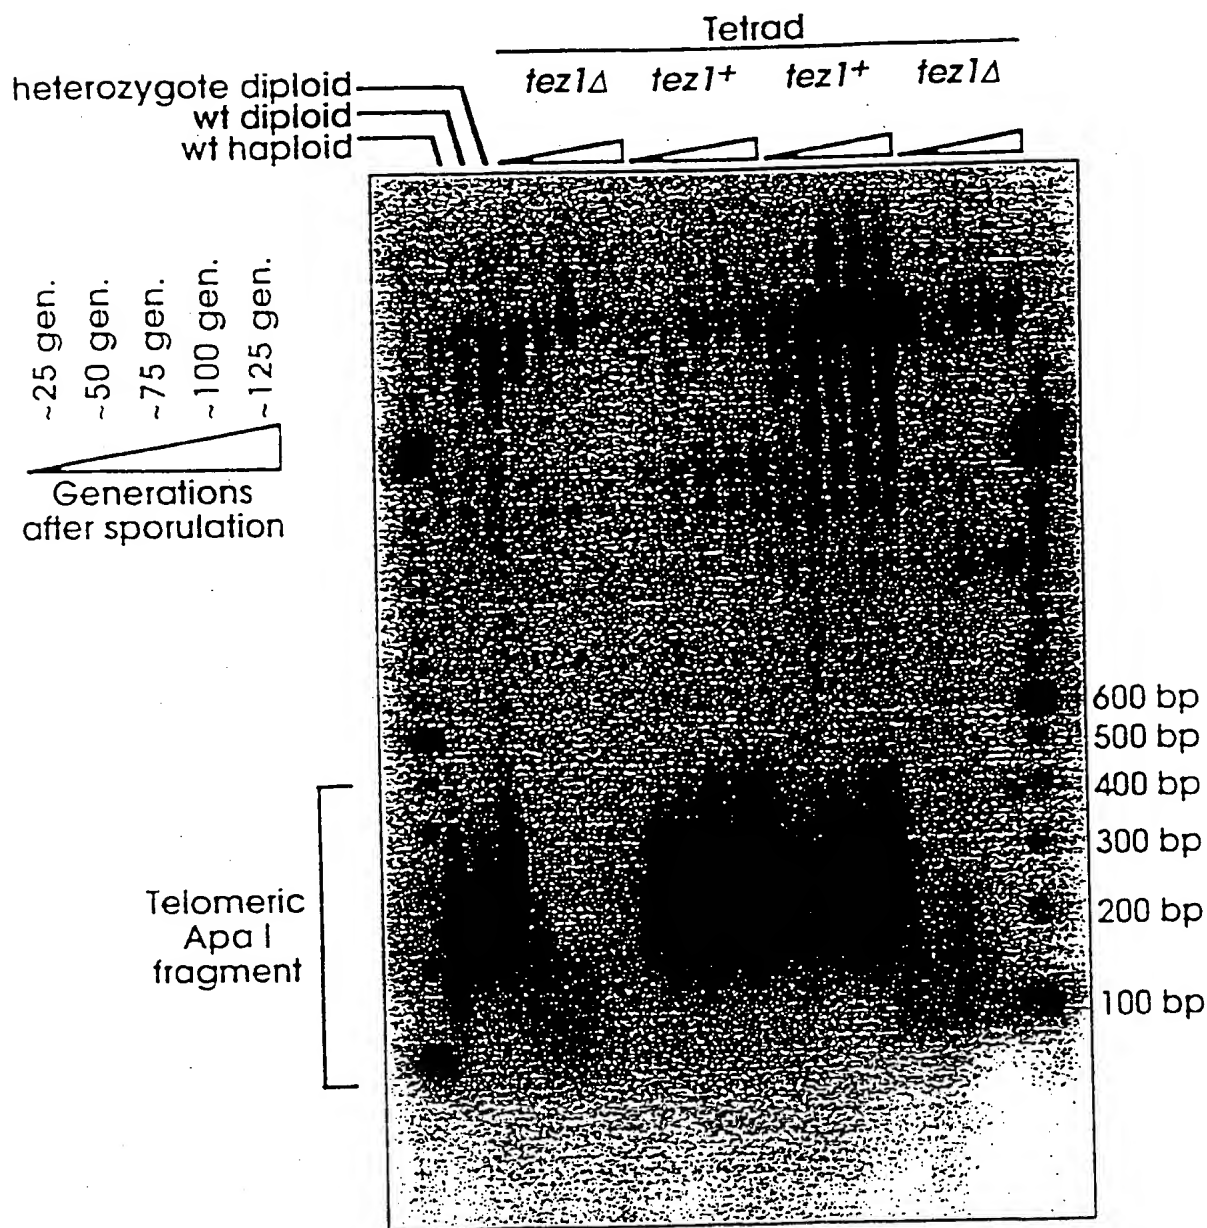 Tetrad
tez1Δ tez1+ tez1+ tez1Δ
heterozygote diploid
wt diploid
wt haploid
~25 gen.
~50 gen.
~75 gen.
~100 gen.
~125 gen.
Generations
after sporulation
600 bp
500 bp
400 bp
300 bp
200 bp
100 bp
Telomeric
Apa I
fragment